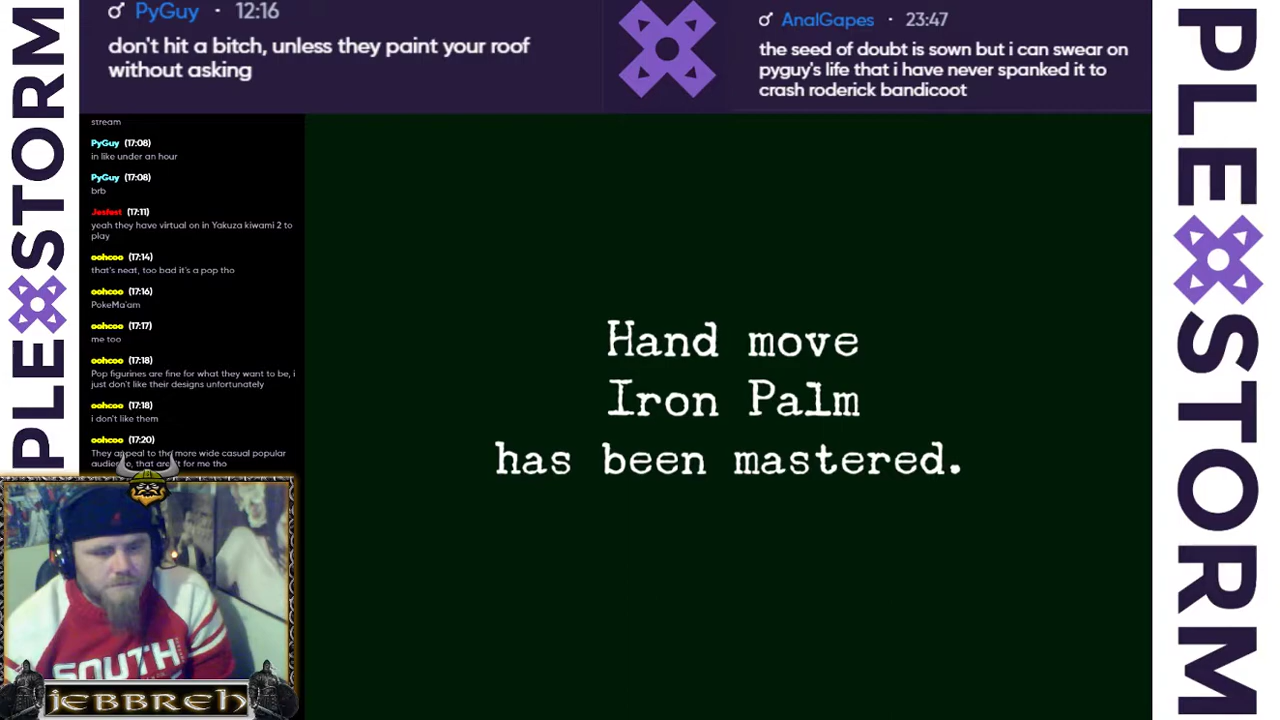 PLEXSTORM
♂ PyGuy · 12:16
don't hit a bitch, unless they paint your roof
without asking
♂ AnalGapes · 23:47
the seed of doubt is sown but i can swear on
pyguy's life that i have never spanked it to
crash roderick bandicoot
stream
PyGuy (17:08)
in like under an hour
PyGuy (17:08)
brb
Jesfest (17:11)
yeah they have virtual on in Yakuza kiwami 2 to
play
oohcoo (17:14)
that's neat, too bad it's a pop tho
oohcoo (17:16)
PokeMa'am
oohcoo (17:17)
me too
oohcoo (17:18)
Pop figurines are fine for what they want to be, i
just don't like their designs unfortunately
oohcoo (17:18)
i don't like them
oohcoo (17:20)
They appeal to the more wide casual popular
audience, that aren't for me tho
Hand move
Iron Palm
has been mastered.
SOUTH
JEBBREH
PLEXSTORM